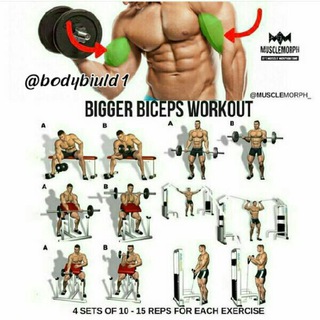 MUSCLEMORPH
@bodybiuld1
@MUSCLEMORPH_
BIGGER BICEPS WORKOUT
A B A B
A B A B
A B A B
4 SETS OF 10 - 15 REPS FOR EACH EXERCISE